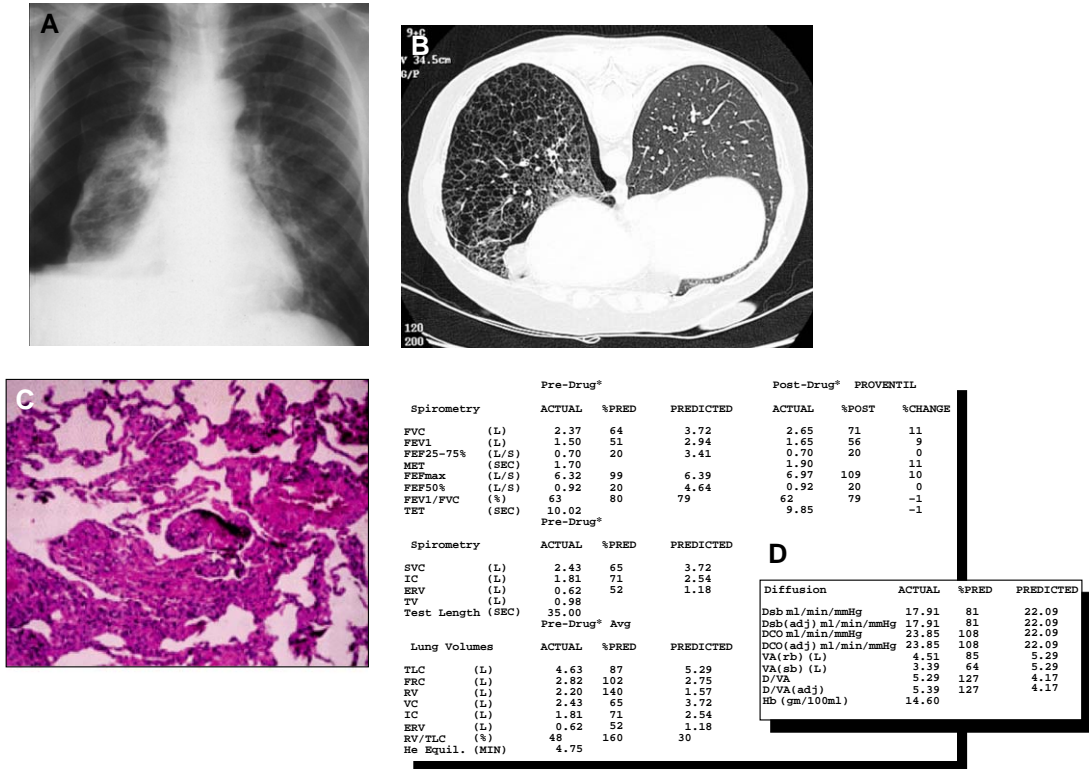 A
9+C
B
v 34.5cm
G/P
120
200
C
Pre-Drug* Post-Drug* PROVENTIL
Spirometry ACTUAL %PRED PREDICTED ACTUAL %POST %CHANGE
FVC (L) 2.37 64 3.72 2.65 71 11
FEV1 (L) 1.50 51 2.94 1.65 56 9
FEF25-75% (L/S) 0.70 20 3.41 0.70 20 0
MET (SEC) 1.70 1.90 11
FEFmax (L/S) 6.32 99 6.39 6.97 109 10
FEF50% (L/S) 0.92 20 4.64 0.92 20 0
FEV1/FVC (%) 63 80 79 62 79 -1
TET (SEC) 10.02 9.85 -1
Pre-Drug*
Spirometry ACTUAL %PRED PREDICTED
SVC (L) 2.43 65 3.72
IC (L) 1.81 71 2.54
ERV (L) 0.62 52 1.18
TV (L) 0.98
Test Length (SEC) 35.00
Pre-Drug* Avg
Lung Volumes ACTUAL %PRED PREDICTED
TLC (L) 4.63 87 5.29
FRC (L) 2.82 102 2.75
RV (L) 2.20 140 1.57
VC (L) 2.43 65 3.72
IC (L) 1.81 71 2.54
ERV (L) 0.62 52 1.18
RV/TLC (%) 48 160 30
He Equil. (MIN) 4.75
D
Diffusion ACTUAL %PRED PREDICTED
Dsb ml/min/mmHg 17.91 81 22.09
Dsb(adj) ml/min/mmHg 17.91 81 22.09
DCO ml/min/mmHg 23.85 108 22.09
DCO(adj) ml/min/mmHg 23.85 108 22.09
VA(rb) (L) 4.51 85 5.29
VA(sb) (L) 3.39 64 5.29
D/VA 5.29 127 4.17
D/VA(adj) 5.39 127 4.17
Hb (gm/100ml) 14.60